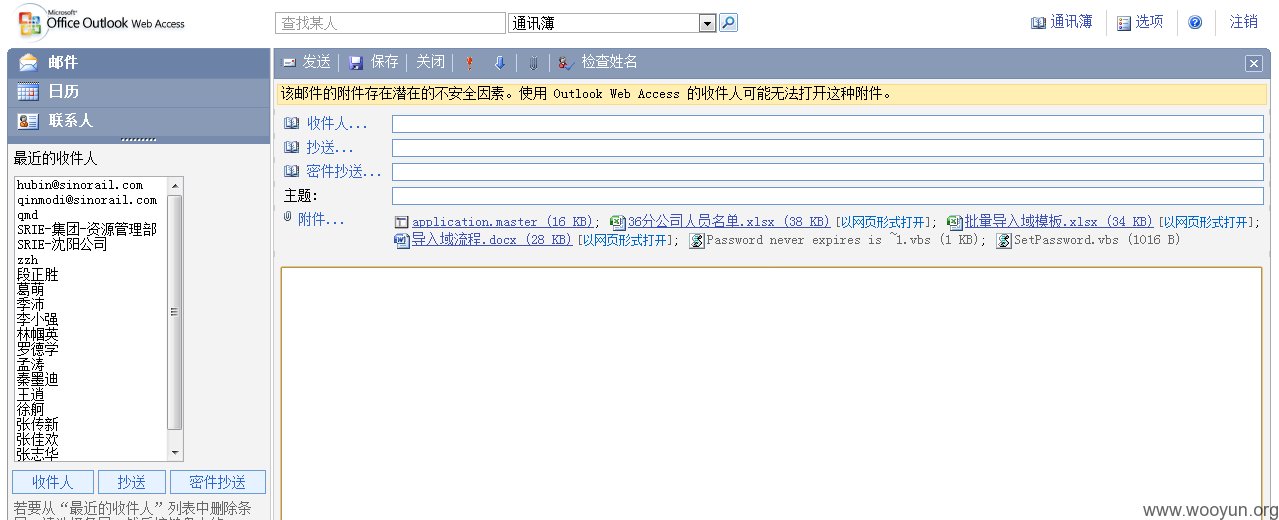 Microsoft®
Office Outlook Web Access
查找某人
通讯簿
通讯簿
选项
注销
邮件
日历
联系人
最近的收件人
hubin@sinorail.com
qinmodi@sinorail.com
qmd
SRIE-集团-资源管理部
SRIE-沈阳公司
zzh
段正胜
葛萌
季沛
李小强
林帼英
罗德学
孟涛
秦墨迪
王逍
徐舸
张传新
张佳欢
张志华
收件人 抄送 密件抄送
若要从“最近的收件人”列表中删除条
发送 保存 关闭 检查姓名
该邮件的附件存在潜在的不安全因素。使用 Outlook Web Access 的收件人可能无法打开这种附件。
收件人...
抄送...
密件抄送...
主题:
附件...
application.master (16 KB); 36分公司人员名单.xlsx (38 KB) [以网页形式打开]; 批量导入域模板.xlsx (34 KB) [以网页形式打开];
导入域流程.docx (28 KB) [以网页形式打开]; Password never expires is ~1.vbs (1 KB); SetPassword.vbs (1016 B)
www.wooyun.org